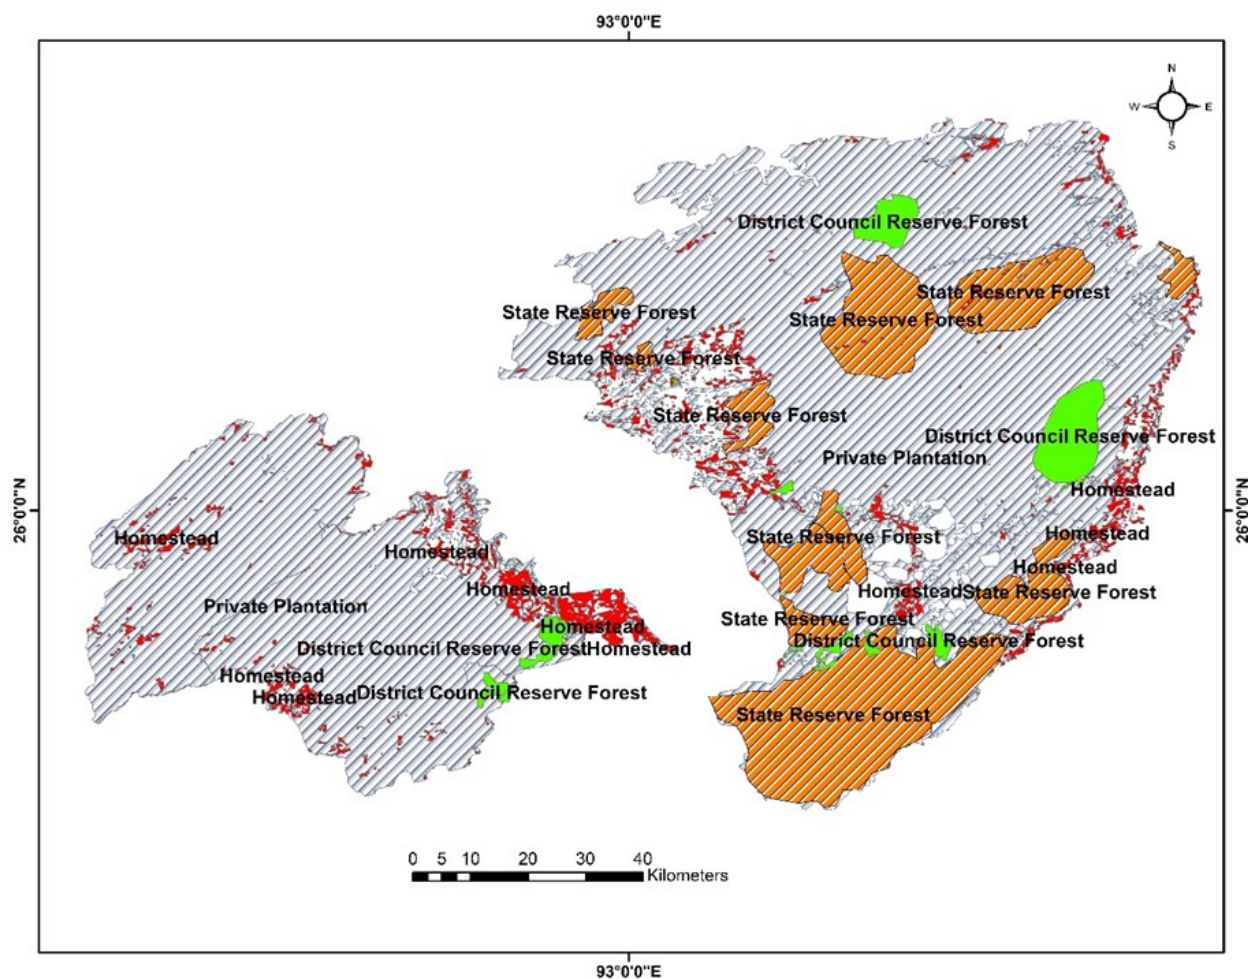 93°0'0"E
N
W E
S
District Council Reserve Forest
State Reserve Forest
State Reserve Forest
State Reserve Forest
State Reserve Forest
State Reserve Forest
District Council Reserve Forest
Private Plantation
Homestead
26°0'0"N
26°0'0"N
Homestead
Homestead
State Reserve Forest
Homestead
Homestead
Homestead
Homestead
State Reserve Forest
Private Plantation
State Reserve Forest
Homestead
District Council Reserve Forest
District Council Reserve Forest
Homestead
Homestead
Homestead
District Council Reserve Forest
State Reserve Forest
0 5 10 20 30 40
Kilometers
93°0'0"E